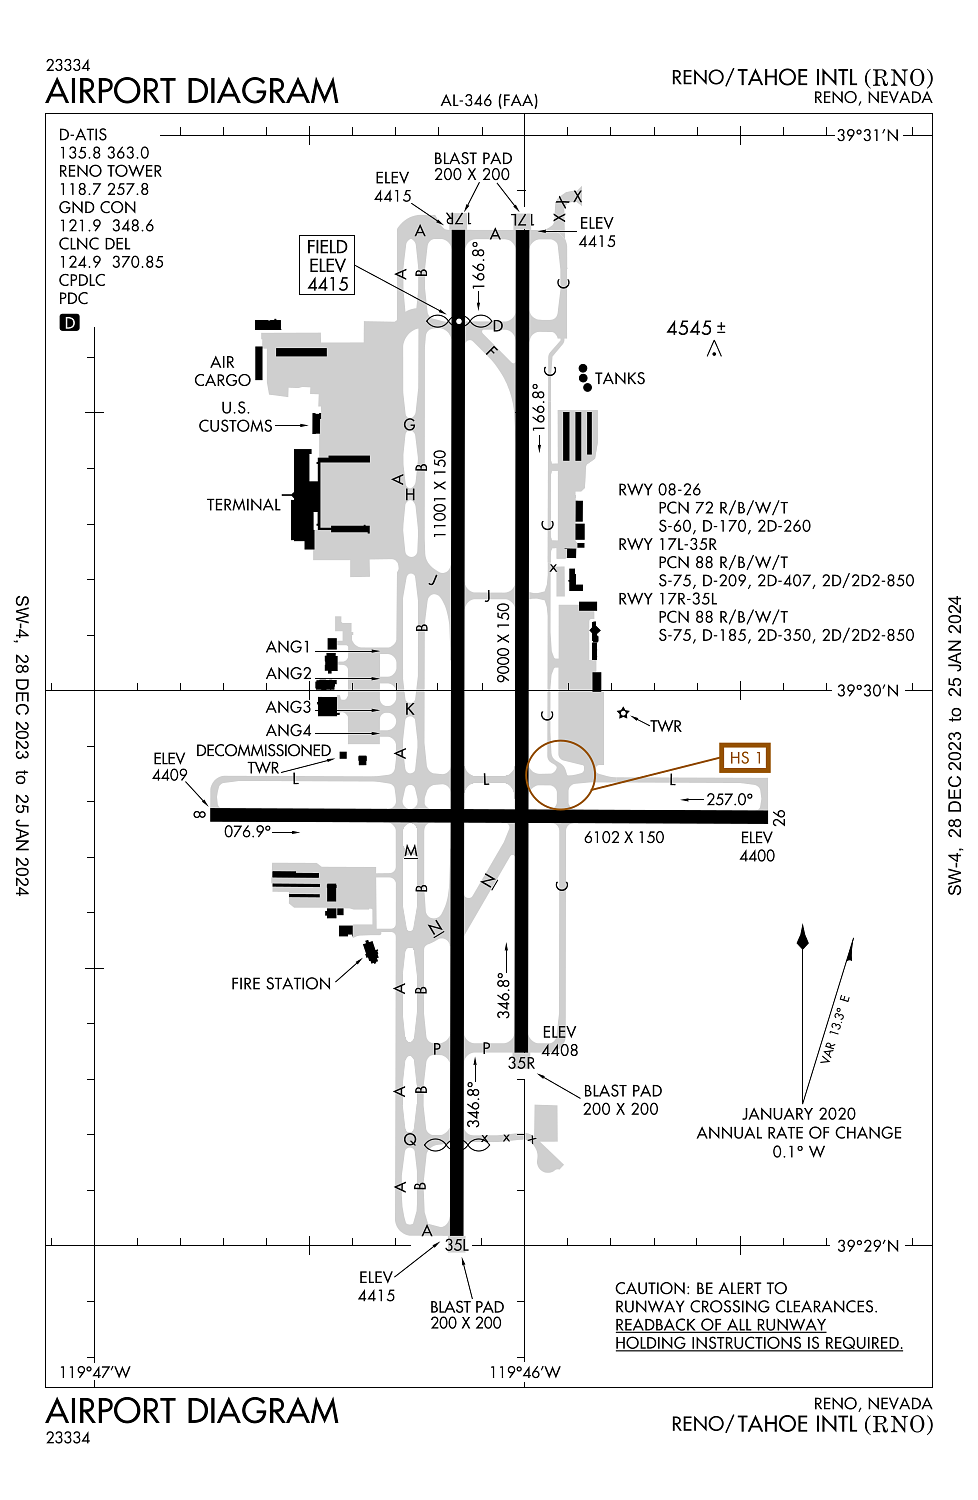 23334
AIRPORT DIAGRAM
AL-346 (FAA)
RENO/TAHOE INTL (RNO)
RENO, NEVADA
D-ATIS
135.8 363.0
RENO TOWER
118.7 257.8
GND CON
121.9 348.6
CLNC DEL
124.9 370.85
CPDLC
PDC
D
39°31'N
BLAST PAD
200 X 200
ELEV
4415
17R
17L
ELEV
4415
X
X
X
A
A
FIELD
ELEV
4415
A
B
166.8°
C
D
F
4545 ±
AIR
CARGO
C
TANKS
166.8°
U.S.
CUSTOMS
G
B
A
H
11001 X 150
TERMINAL
C
RWY 08-26
PCN 72 R/B/W/T
S-60, D-170, 2D-260
RWY 17L-35R
PCN 88 R/B/W/T
S-75, D-209, 2D-407, 2D/2D2-850
RWY 17R-35L
PCN 88 R/B/W/T
S-75, D-185, 2D-350, 2D/2D2-850
X
J
J
B
9000 X 150
ANG1
ANG2
ANG3
ANG4
K
C
39°30'N
TWR
DECOMMISSIONED
TWR
A
HS 1
ELEV
4409
L
L
L
257.0°
8
26
076.9°
6102 X 150
ELEV
4400
M
B
N
C
N
FIRE STATION
A
B
346.8°
P
P
ELEV
4408
35R
BLAST PAD
200 X 200
A
B
346.8°
VAR 13.3° E
JANUARY 2020
ANNUAL RATE OF CHANGE
0.1° W
Q
X
X
X
A
B
A
35L
39°29'N
ELEV
4415
BLAST PAD
200 X 200
CAUTION: BE ALERT TO
RUNWAY CROSSING CLEARANCES.
READBACK OF ALL RUNWAY
HOLDING INSTRUCTIONS IS REQUIRED.
119°47'W
119°46'W
SW-4, 28 DEC 2023 to 25 JAN 2024
SW-4, 28 DEC 2023 to 25 JAN 2024
AIRPORT DIAGRAM
23334
RENO, NEVADA
RENO/TAHOE INTL (RNO)